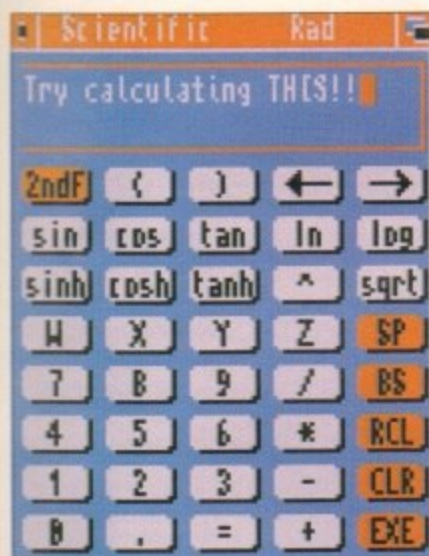 Scientific Rad
Try calculating THIS!!
2ndF ( ) ← →
sin cos tan ln log
sinh cosh tanh ^ sqrt
W X Y Z SP
7 8 9 / BS
4 5 6 * RCL
1 2 3 - CLR
0 . = + EXE